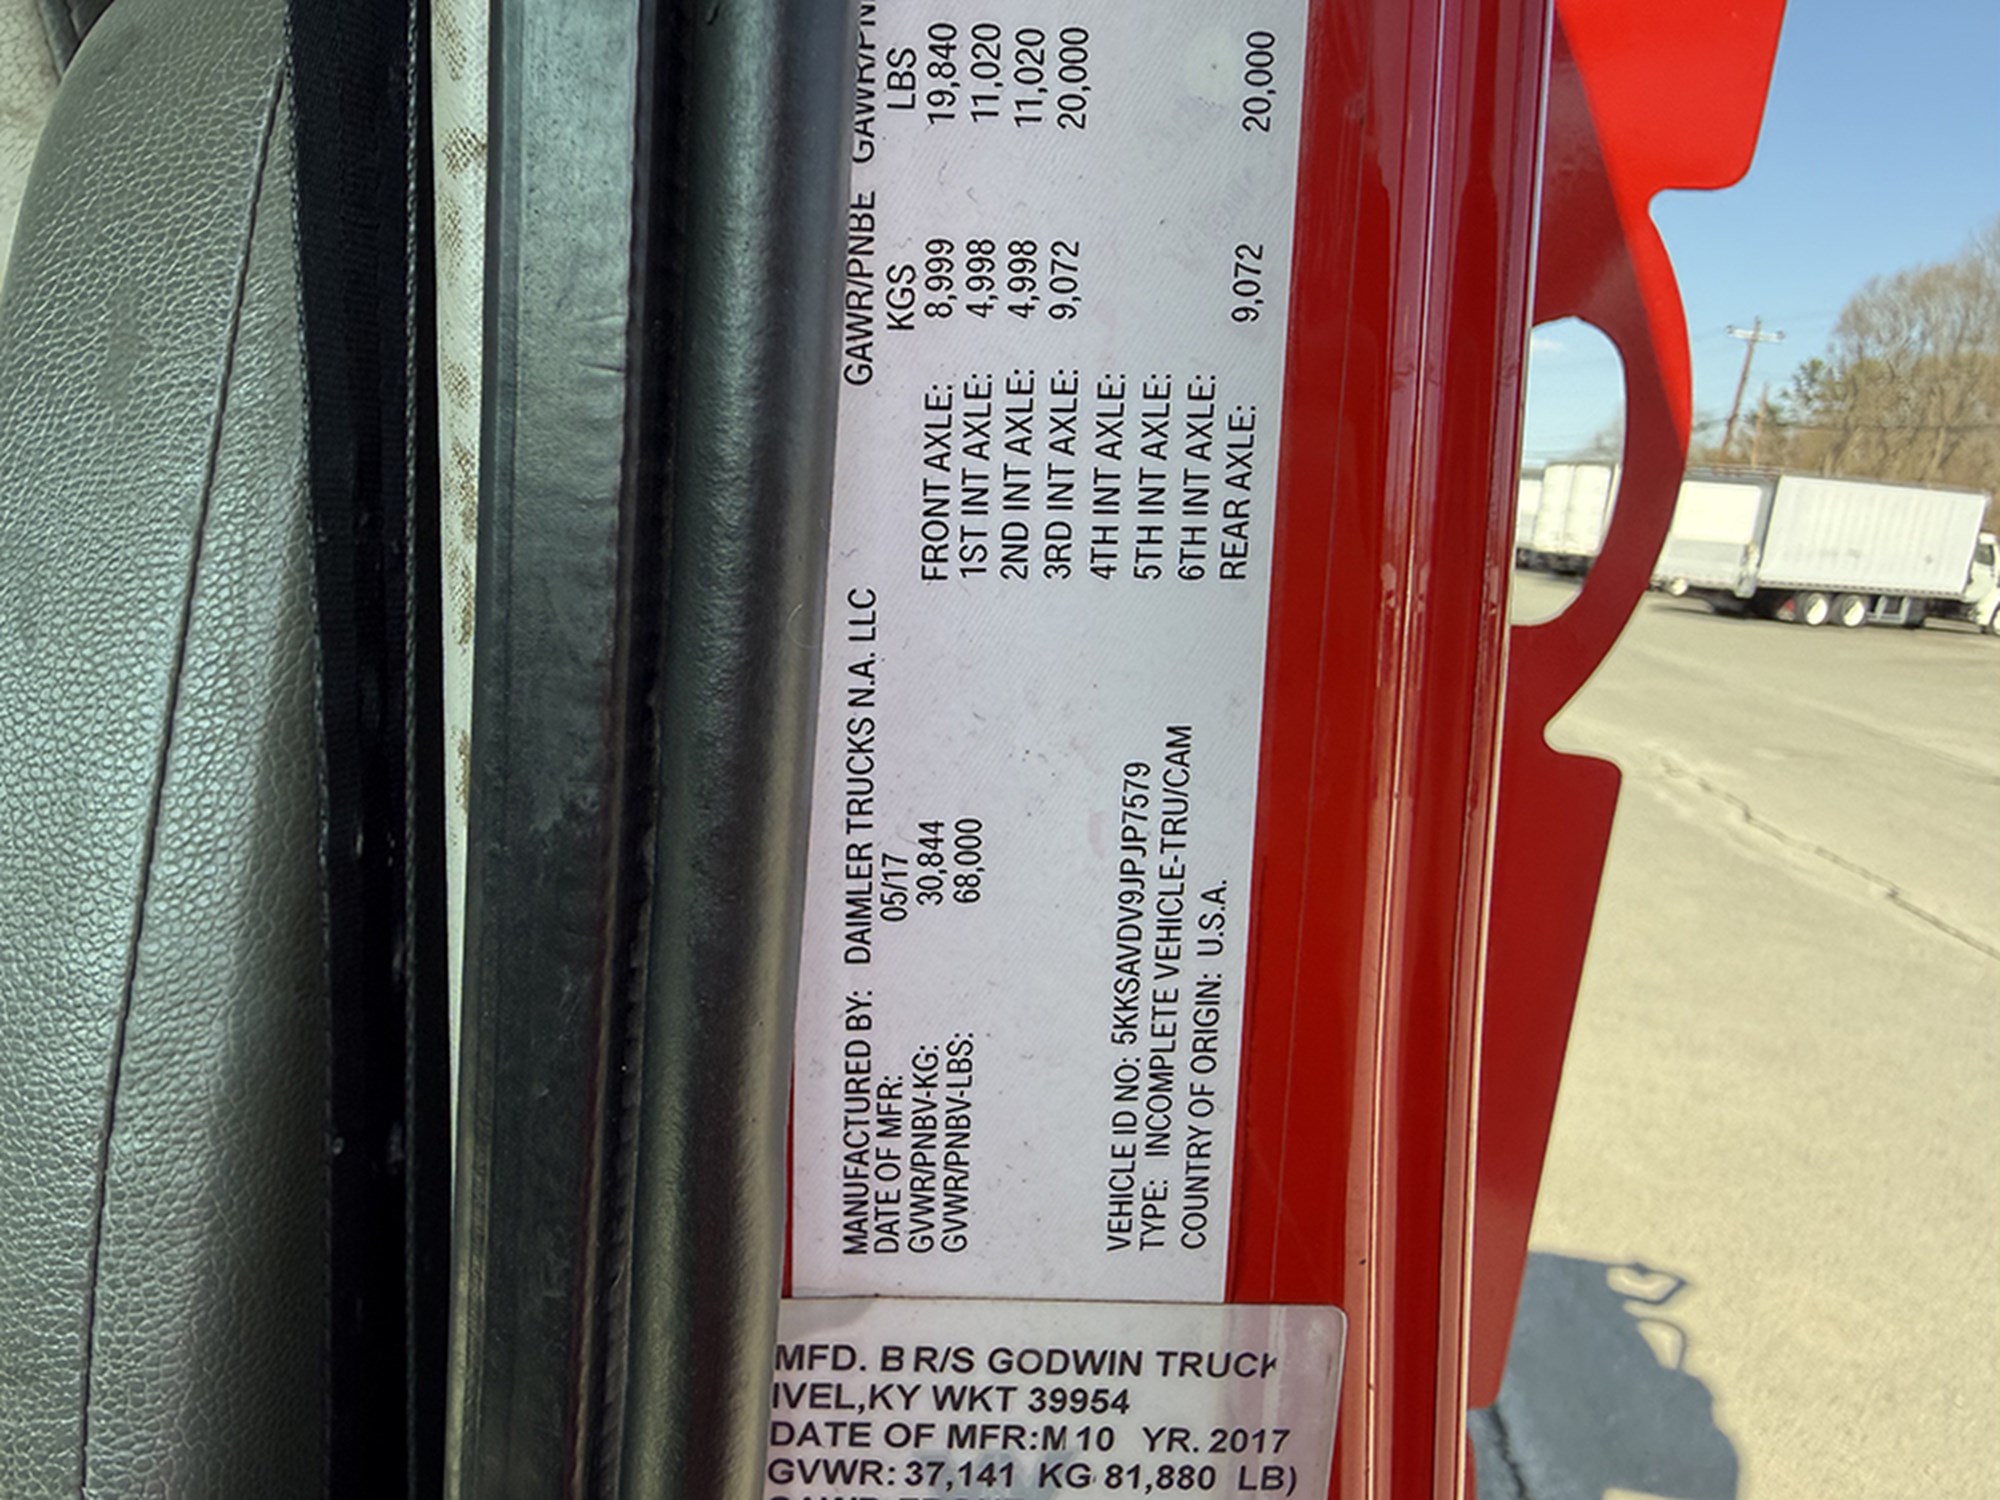 MANUFACTURED BY: DAIMLER TRUCKS N.A. LLC
DATE OF MFR: 05/17
GVWR/PNBV-KG: 30,844
GVWR/PNBV-LBS: 68,000
VEHICLE ID NO: 5KKSAVDV9JPJP7579
TYPE: INCOMPLETE VEHICLE-TRU/CAM
COUNTRY OF ORIGIN: U.S.A.
GAWR/PNBE GAWR/PN
KGS LBS
FRONT AXLE: 8,999 19,840
1ST INT AXLE: 4,998 11,020
2ND INT AXLE: 4,998 11,020
3RD INT AXLE: 9,072 20,000
4TH INT AXLE:
5TH INT AXLE:
6TH INT AXLE:
REAR AXLE: 9,072 20,000
MFD. B R/S GODWIN TRUCK
IVEL,KY WKT 39954
DATE OF MFR:M 10 YR. 2017
GVWR: 37,141 KG 81,880 LB)